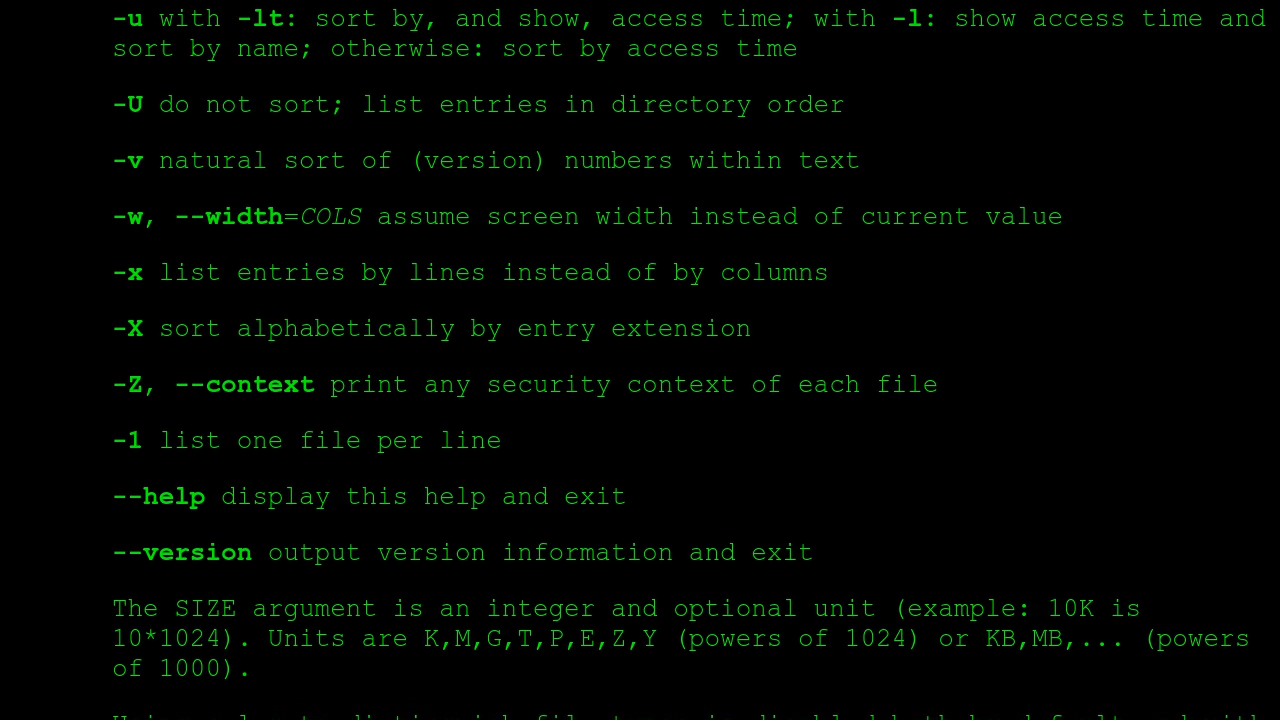 -u with -lt: sort by, and show, access time; with -l: show access time and
sort by name; otherwise: sort by access time
-U do not sort; list entries in directory order
-v natural sort of (version) numbers within text
-w, --width=COLS assume screen width instead of current value
-x list entries by lines instead of by columns
-X sort alphabetically by entry extension
-Z, --context print any security context of each file
-1 list one file per line
--help display this help and exit
--version output version information and exit
The SIZE argument is an integer and optional unit (example: 10K is
10*1024). Units are K,M,G,T,P,E,Z,Y (powers of 1024) or KB,MB,... (powers
of 1000).